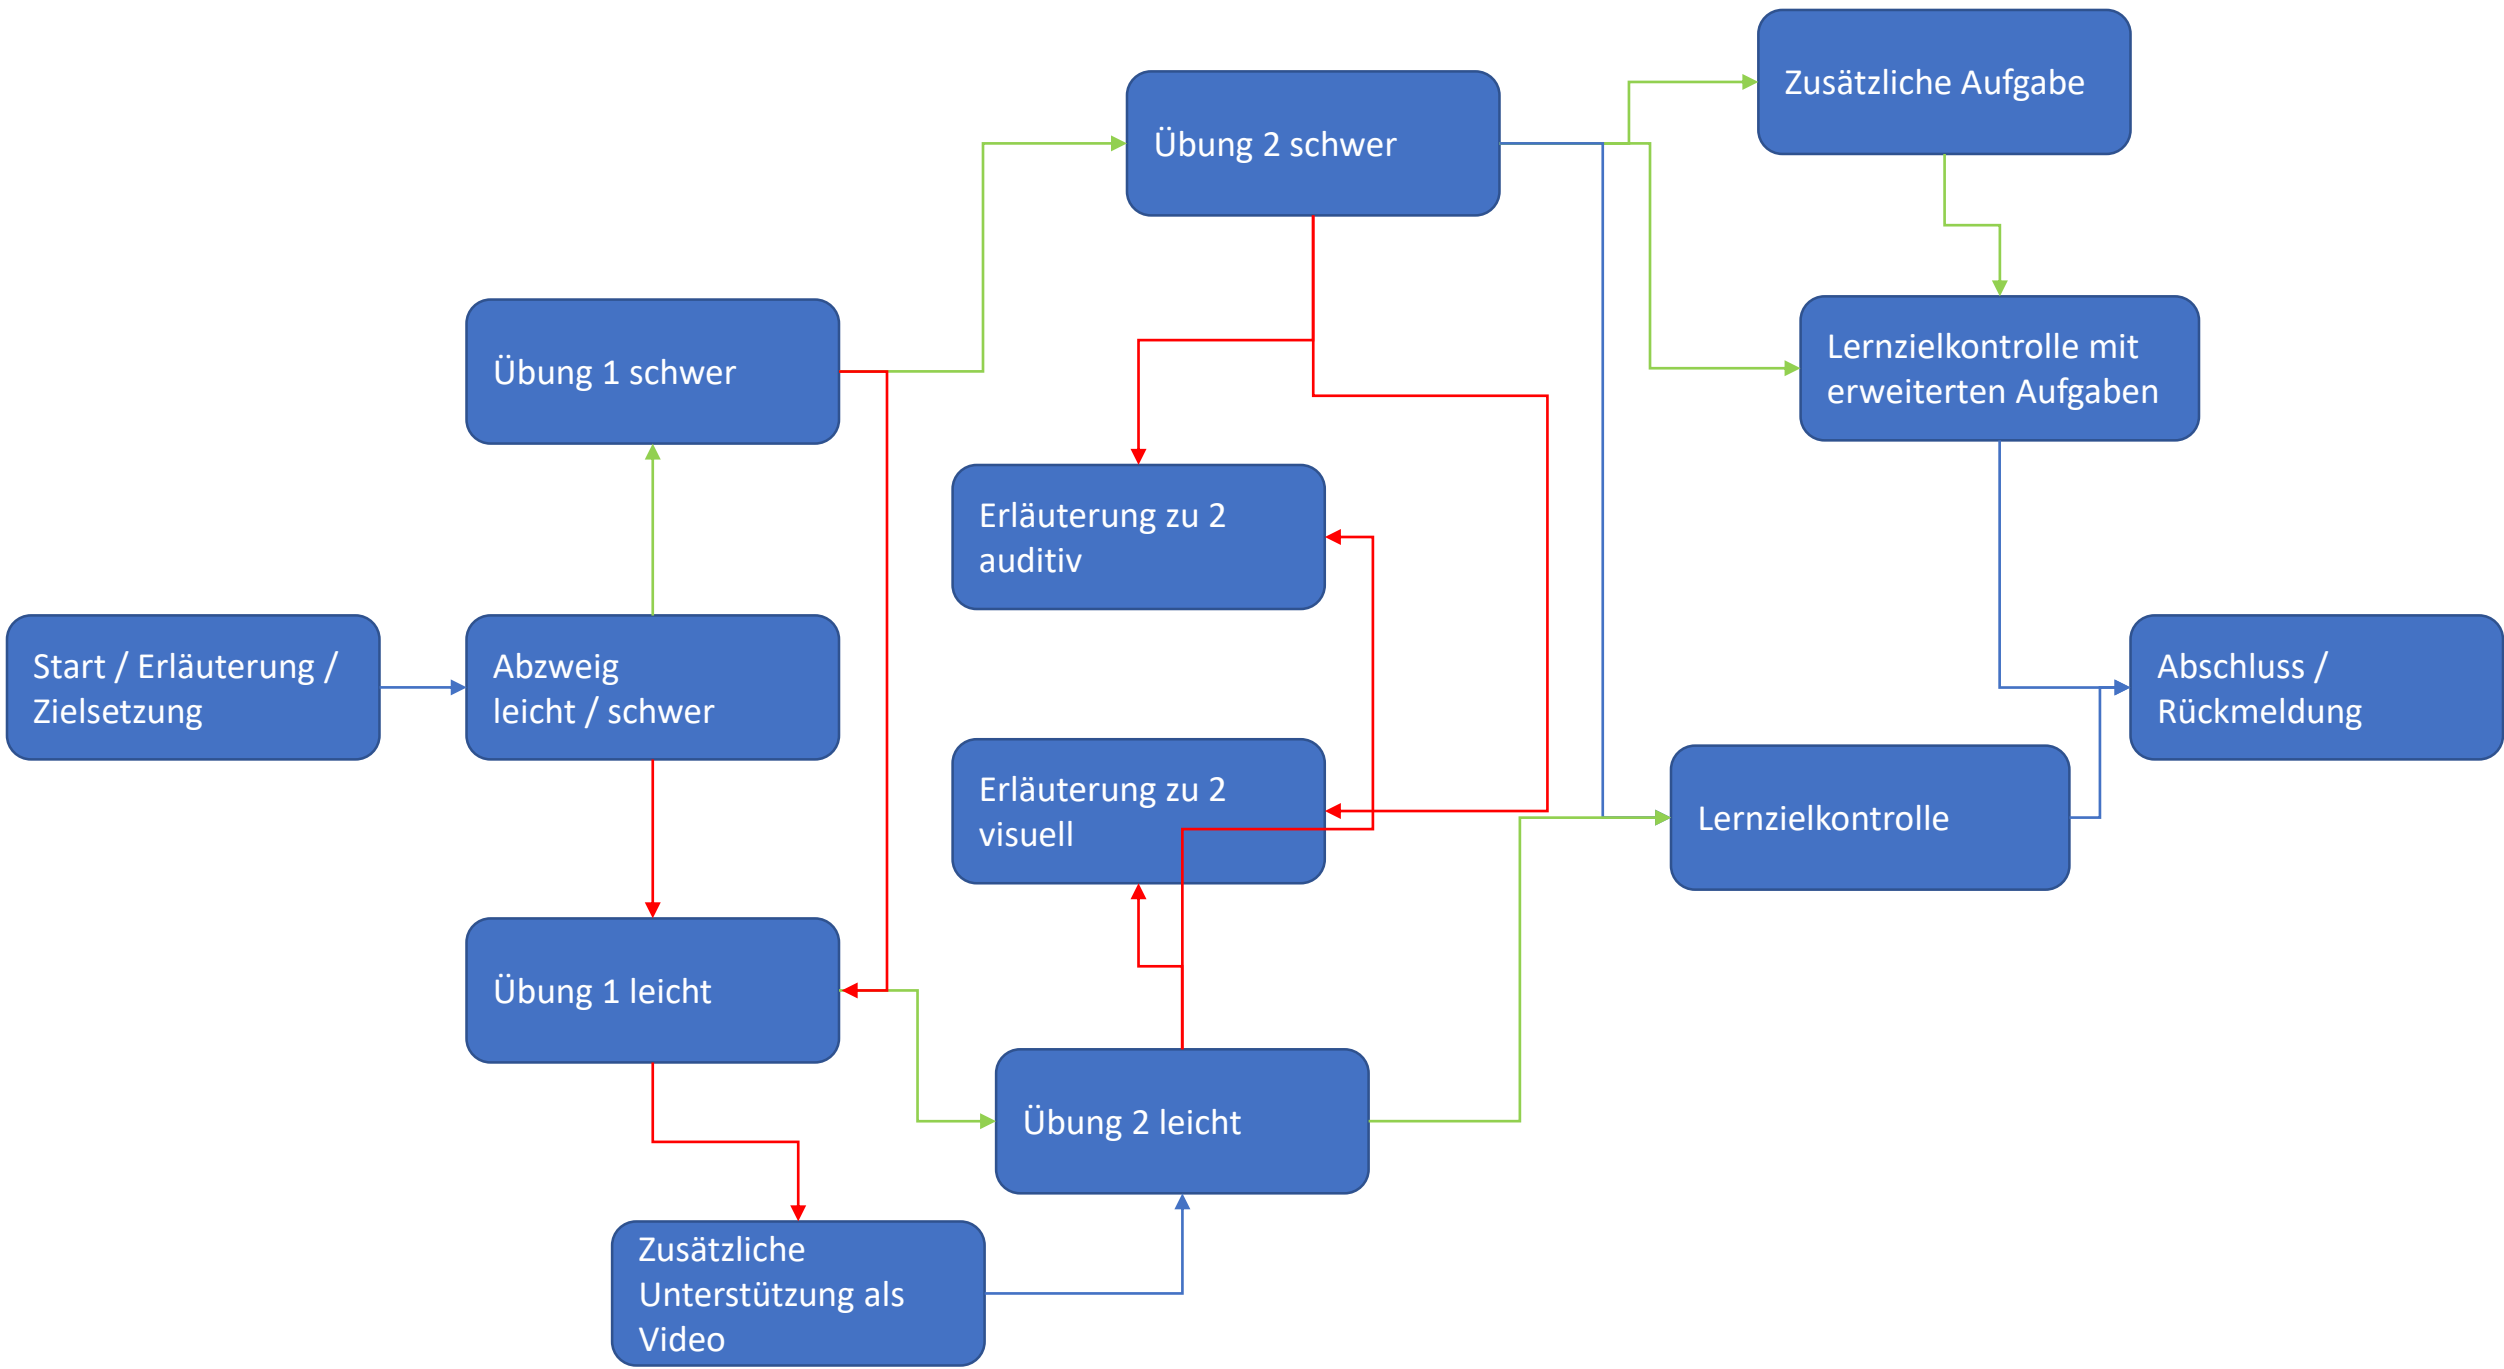 Zusätzliche Aufgabe
Übung 2 schwer
Lernzielkontrolle mit
erweiterten Aufgaben
Übung 1 schwer
Erläuterung zu 2
auditiv
Start / Erläuterung /
Zielsetzung
Abzweig
leicht / schwer
Abschluss /
Rückmeldung
Erläuterung zu 2
visuell
Lernzielkontrolle
Übung 1 leicht
Übung 2 leicht
Zusätzliche
Unterstützung als
Video